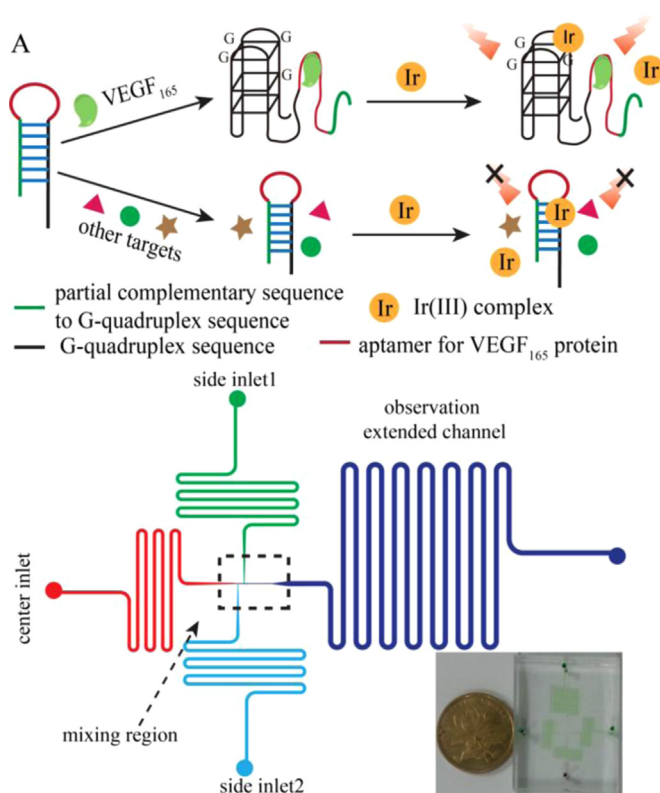 A
G
G
G
G
VEGF165
Ir
G
G
G
G
Ir
Ir
other targets
Ir
Ir
Ir
partial complementary sequence
to G-quadruplex sequence
Ir
Ir(III) complex
G-quadruplex sequence
aptamer for VEGF165 protein
side inlet1
observation
extended channel
center inlet
mixing region
side inlet2